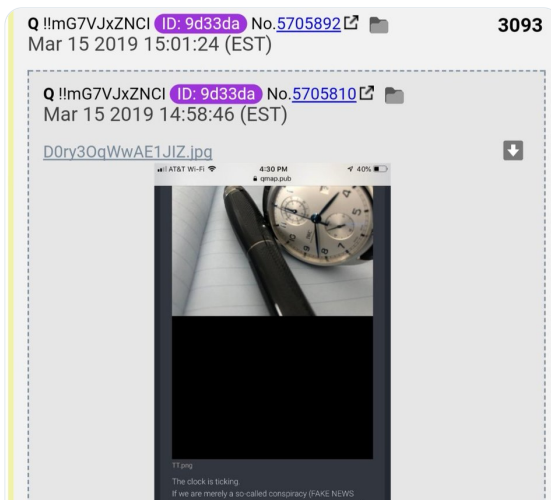 Q !!mG7VJxZNCI ID: 9d33da No.5705892 3093
Mar 15 2019 15:01:24 (EST)
Q !!mG7VJxZNCI ID: 9d33da No.5705810
Mar 15 2019 14:58:46 (EST)
D0ry3OqWwAE1JIZ.jpg
AT&T Wi-Fi 4:30 PM 40%
qmap.pub
TT.png
The clock is ticking.
If we are merely a so-called conspiracy (FAKE NEWS